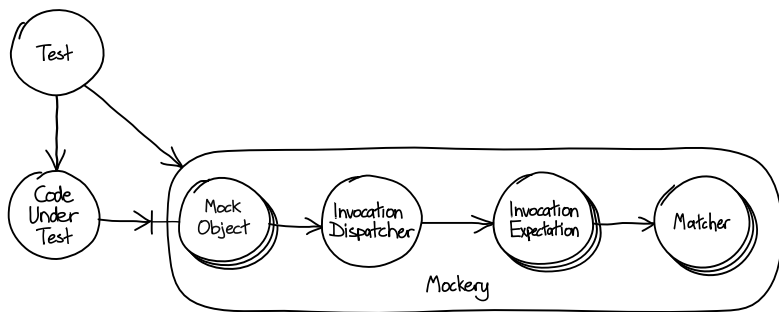 Test
Code
Under
Test
Mock
Object
Invocation
Dispatcher
Invocation
Expectation
Matcher
Mockery